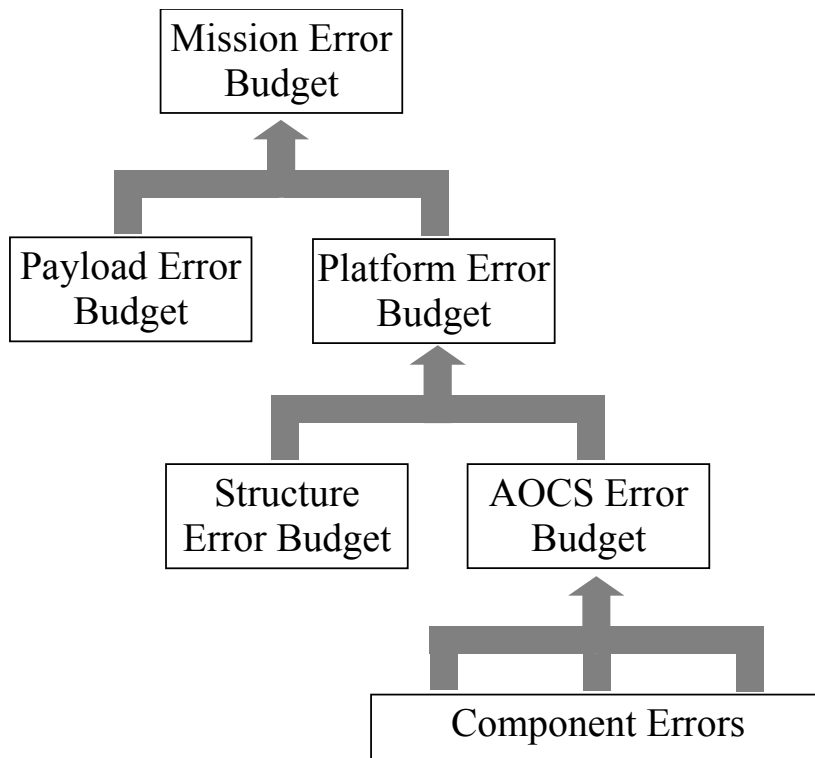 Mission Error
Budget
Payload Error
Budget
Platform Error
Budget
Structure
Error Budget
AOCS Error
Budget
Component Errors